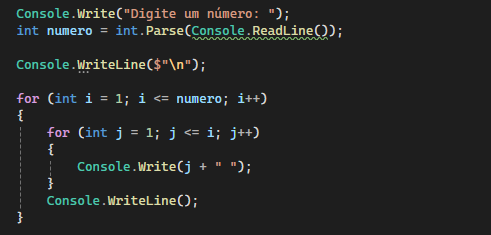 Console.Write("Digite um número: ");
int numero = int.Parse(Console.ReadLine());
Console.WriteLine($"\n");
for (int i = 1; i <= numero; i++)
{
for (int j = 1; j <= i; j++)
{
Console.Write(j + " ");
}
Console.WriteLine();
}